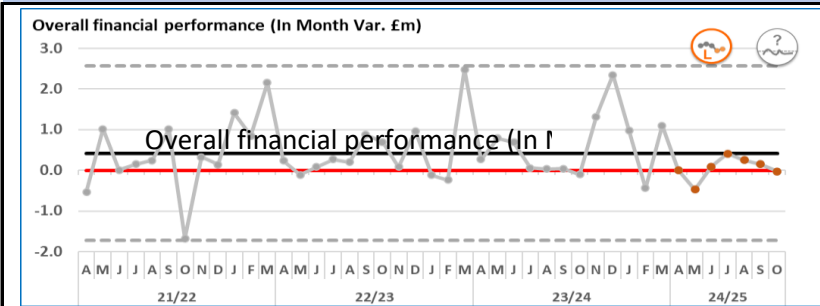 Overall financial performance (In Month Var. £m)
3.0
L
?
2.0
1.0
Overall financial performance (In M
0.0
-1.0
-2.0
A M J J A S O N D J F M A M J J A S O N D J F M A M J J A S O N D J F M A M J J A S O
21/22 22/23 23/24 24/25